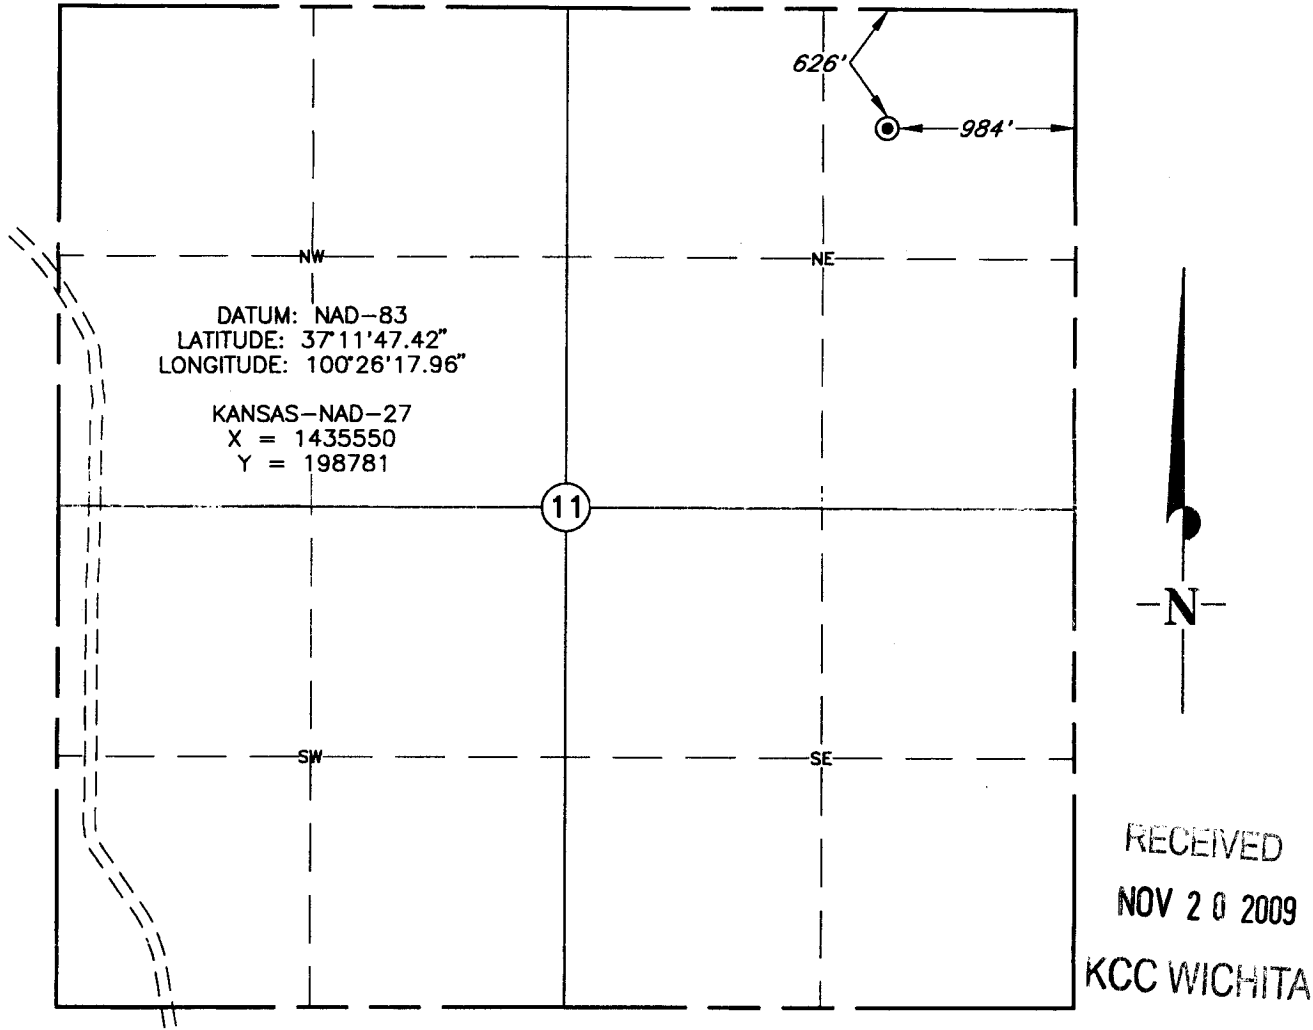 626'
984'
NW
NE
DATUM: NAD-83
LATITUDE: 37°11'47.42"
LONGITUDE: 100°26'17.96"
KANSAS-NAD-27
X = 1435550
Y = 198781
11
N
SW
SE
RECEIVED
NOV 20 2009
KCC WICHITA